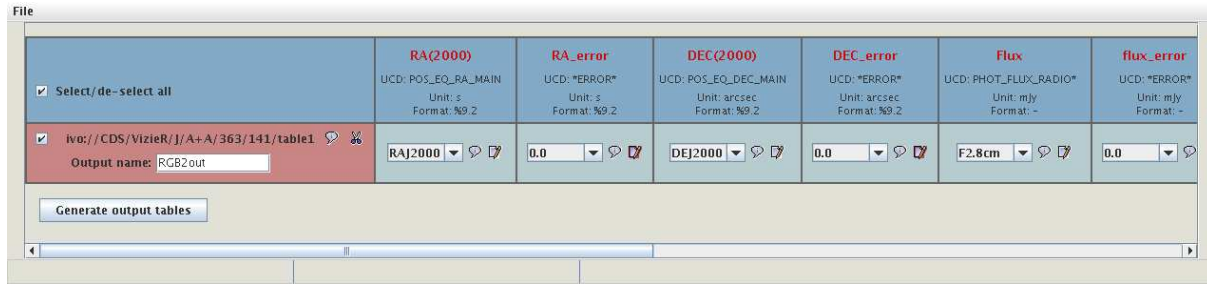 File
Select/de-select all
RA(2000)
UCD: POS_EQ_RA_MAIN
Unit: s
Format: %9.2
RA_error
UCD: *ERROR*
Unit: s
Format: %9.2
DEC(2000)
UCD: POS_EQ_DEC_MAIN
Unit: arcsec
Format: %9.2
DEC_error
UCD: *ERROR*
Unit: arcsec
Format: %9.2
Flux
UCD: PHOT_FLUX_RADIO*
Unit: mJy
Format: -
flux_error
UCD: *ERROR*
Unit: mJy
Format: -
ivo://CDS/VizieR/J/A+A/363/141/table1
Output name: RGB2out
RAJ2000
0.0
DEJ2000
0.0
F2.8cm
0.0
Generate output tables